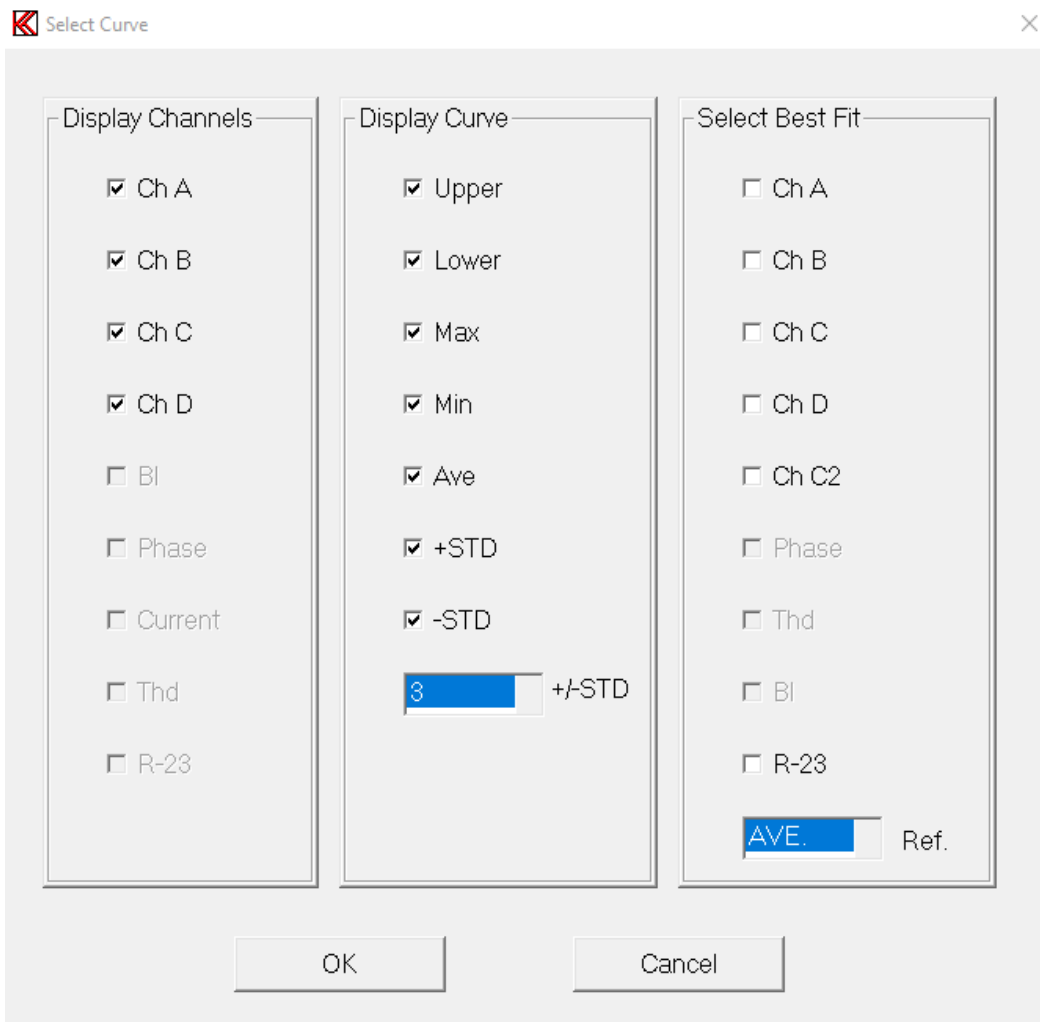 Select Curve
Display Channels
Ch A
Ch B
Ch C
Ch D
Bl
Phase
Current
Thd
R-23
Display Curve
Upper
Lower
Max
Min
Ave
+STD
-STD
3 +/-STD
Select Best Fit
Ch A
Ch B
Ch C
Ch D
Ch C2
Phase
Thd
Bl
R-23
AVE. Ref.
OK
Cancel